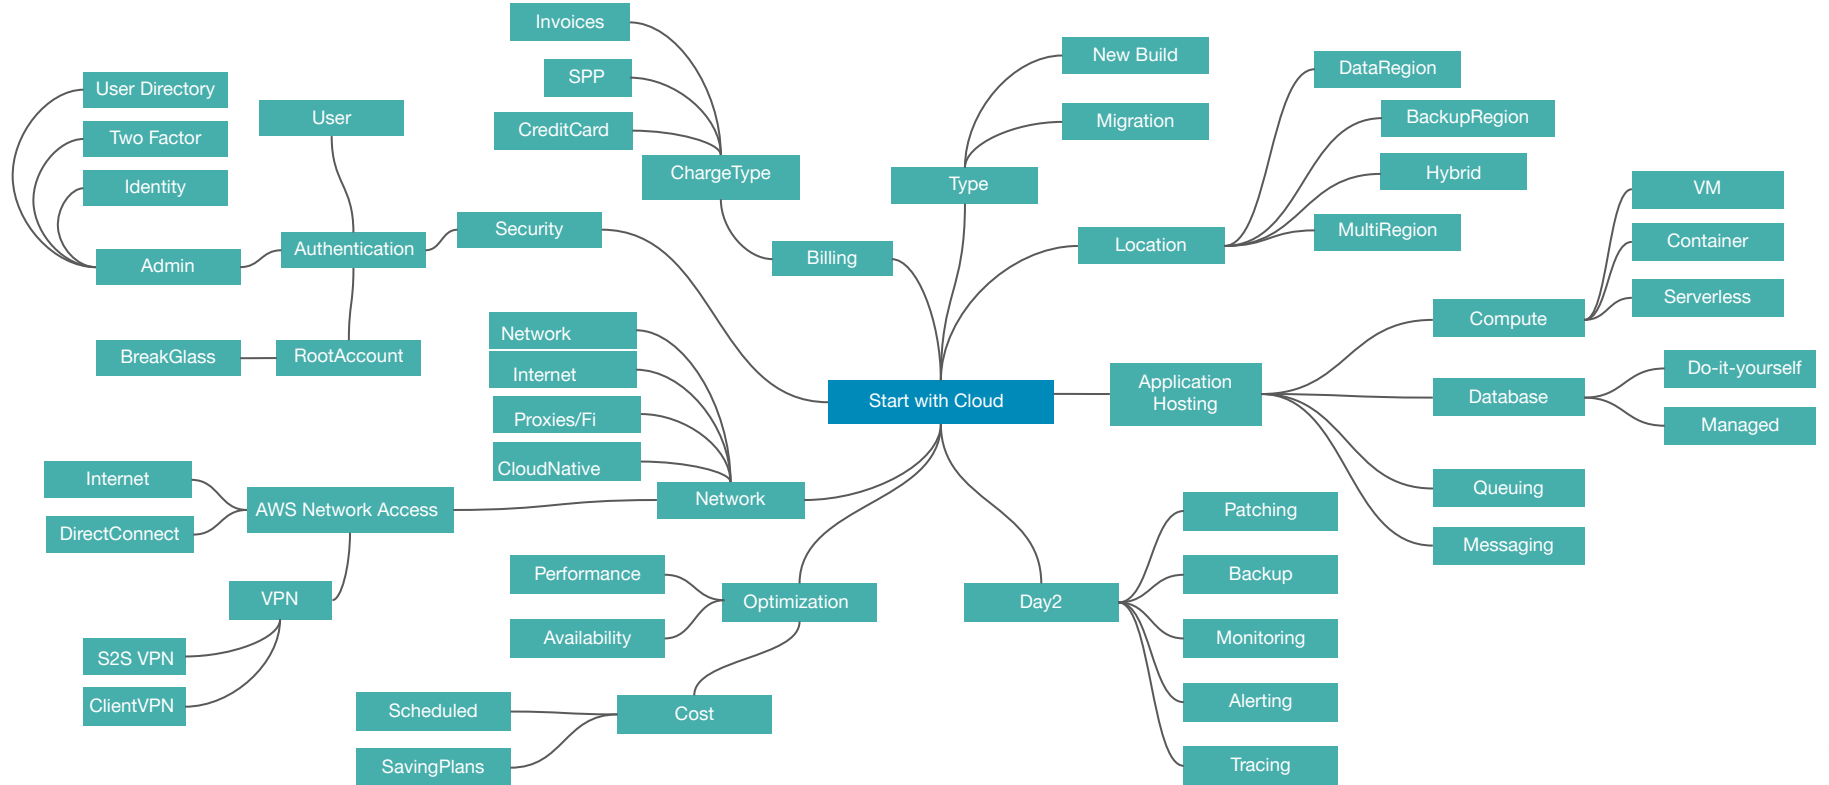 Invoices
SPP
CreditCard
ChargeType
Billing
New Build
Migration
Type
DataRegion
BackupRegion
Hybrid
MultiRegion
Location
User Directory
Two Factor
Identity
Admin
User
Authentication
Security
BreakGlass
RootAccount
Network
Internet
Proxies/Fi
CloudNative
Network
Start with Cloud
Application
Hosting
Compute
VM
Container
Serverless
Database
Do-it-yourself
Managed
Queuing
Messaging
Internet
DirectConnect
AWS Network Access
VPN
S2S VPN
ClientVPN
Performance
Availability
Optimization
Scheduled
SavingPlans
Cost
Day2
Patching
Backup
Monitoring
Alerting
Tracing